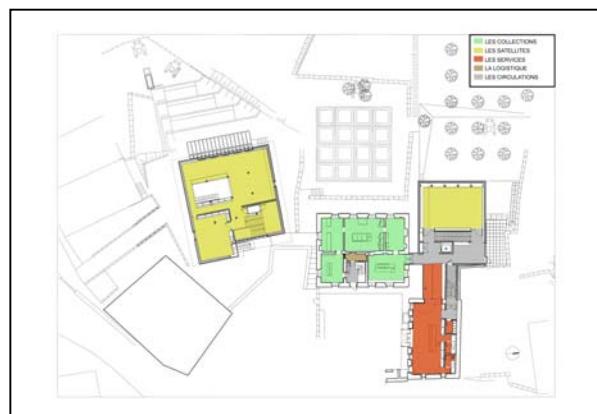 LES COLLECTIONS
LES SATELLITES
LES SERVICES
LA LOGISTIQUE
LES CIRCULATIONS